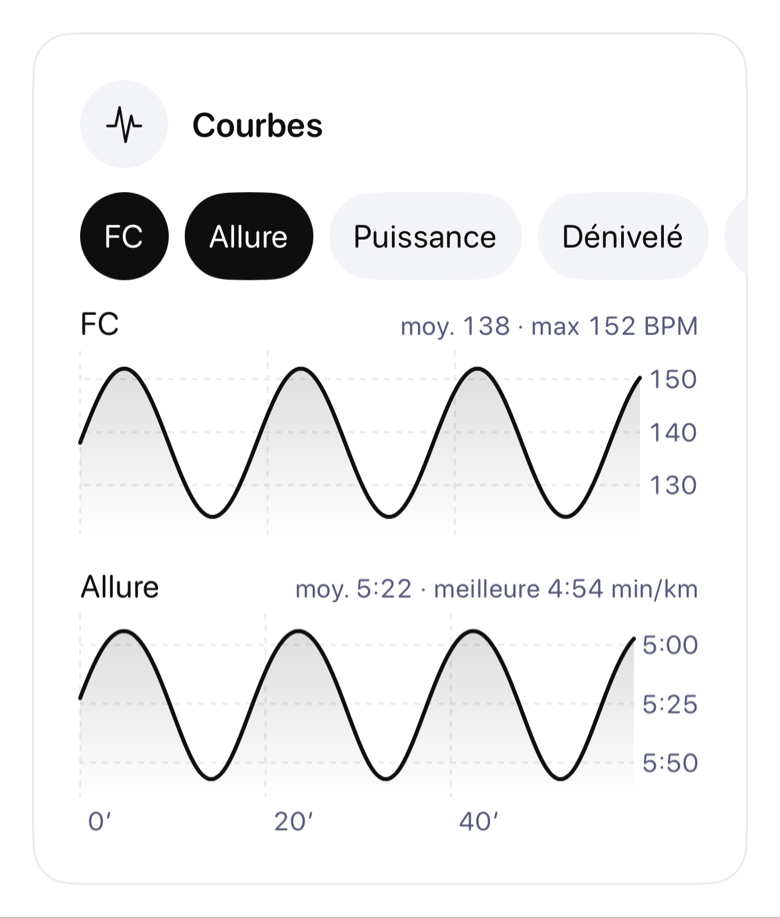 Courbes
FC Allure Puissance Dénivelé
FC moy. 138 · max 152 BPM
150
140
130
Allure moy. 5:22 · meilleure 4:54 min/km
5:00
5:25
5:50
0′ 20′ 40′